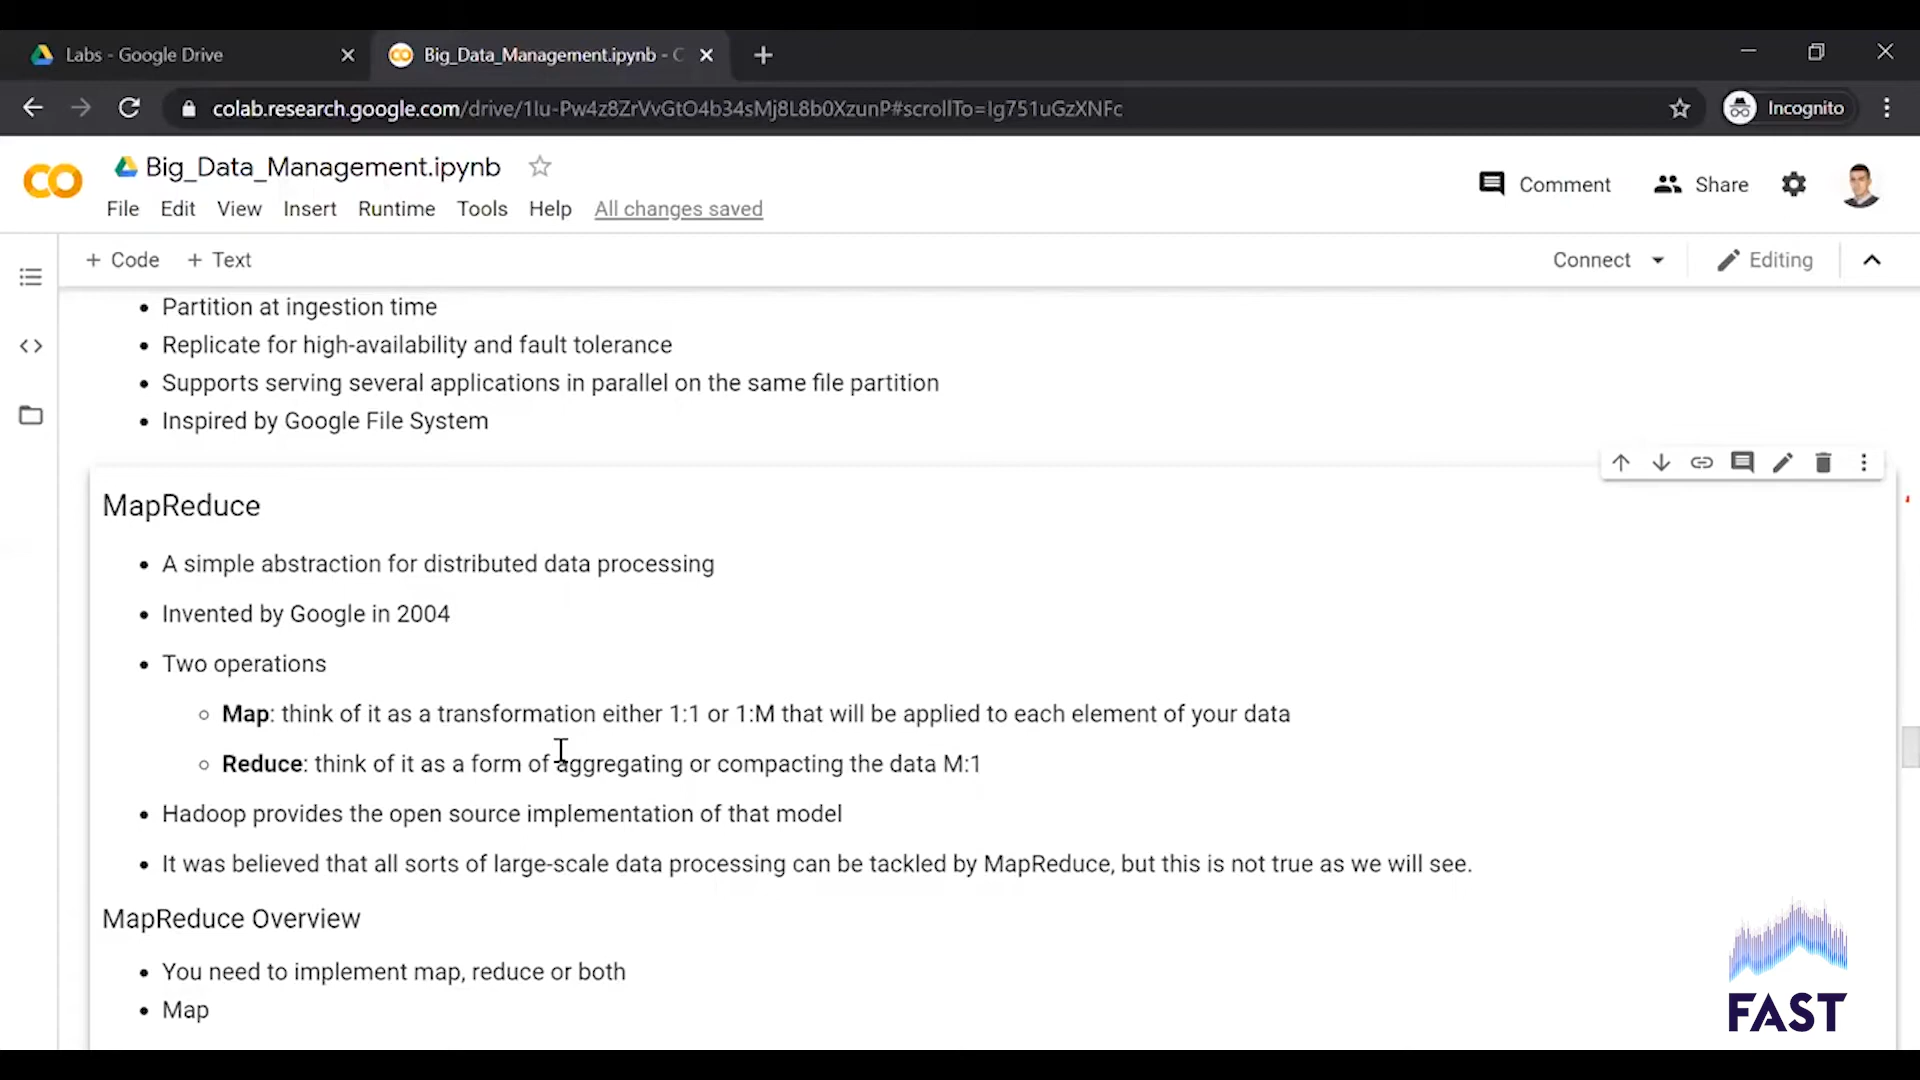 Labs - Google Drive
Big_Data_Management.ipynb - C
colab.research.google.com/drive/1lu-Pw4z8ZrVvGtO4b34sMj8L8b0XzunP#scrollTo=Ig751uGzXNFc
Incognito
CO
Big_Data_Management.ipynb
Comment
Share
File Edit View Insert Runtime Tools Help All changes saved
+ Code + Text
Connect
Editing
• Partition at ingestion time
• Replicate for high-availability and fault tolerance
• Supports serving several applications in parallel on the same file partition
• Inspired by Google File System
MapReduce
• A simple abstraction for distributed data processing
• Invented by Google in 2004
• Two operations
◦ Map: think of it as a transformation either 1:1 or 1:M that will be applied to each element of your data
◦ Reduce: think of it as a form of aggregating or compacting the data M:1
• Hadoop provides the open source implementation of that model
• It was believed that all sorts of large-scale data processing can be tackled by MapReduce, but this is not true as we will see.
MapReduce Overview
• You need to implement map, reduce or both
• Map
FAST